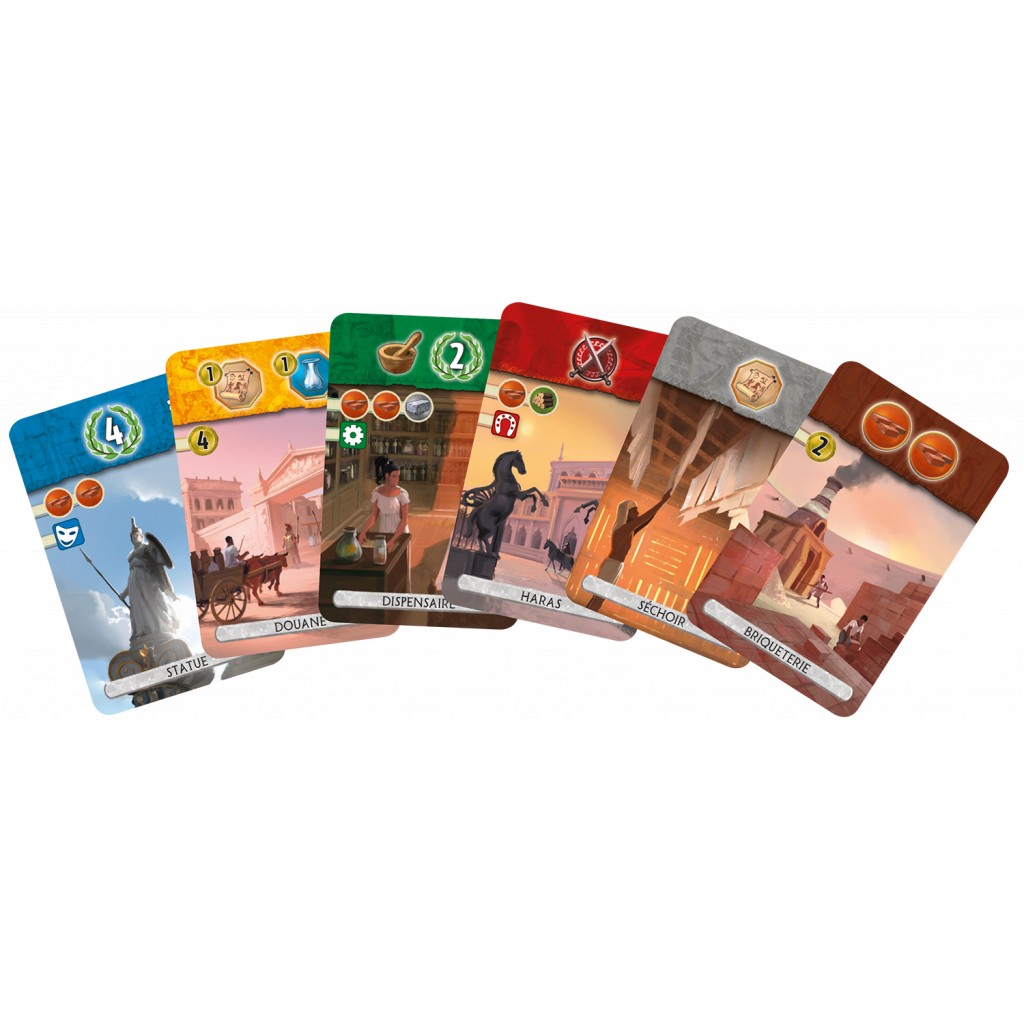 4
STATUE
1
1
4
DOUANE
2
DISPENSAIRE
HARAS
SÉCHOIR
2
BRIQUETERIE